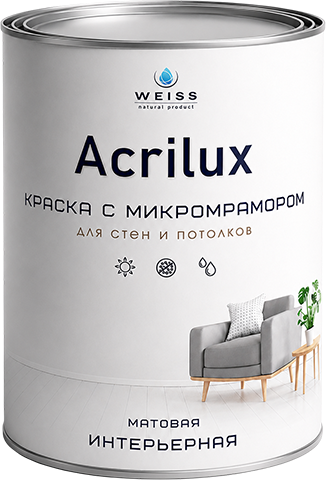 WEISS
natural product
Acrilux
КРАСКА С МИКРОМРАМОРОМ
ДЛЯ СТЕН И ПОТОЛКОВ
МАТОВАЯ
ИНТЕРЬЕРНАЯ